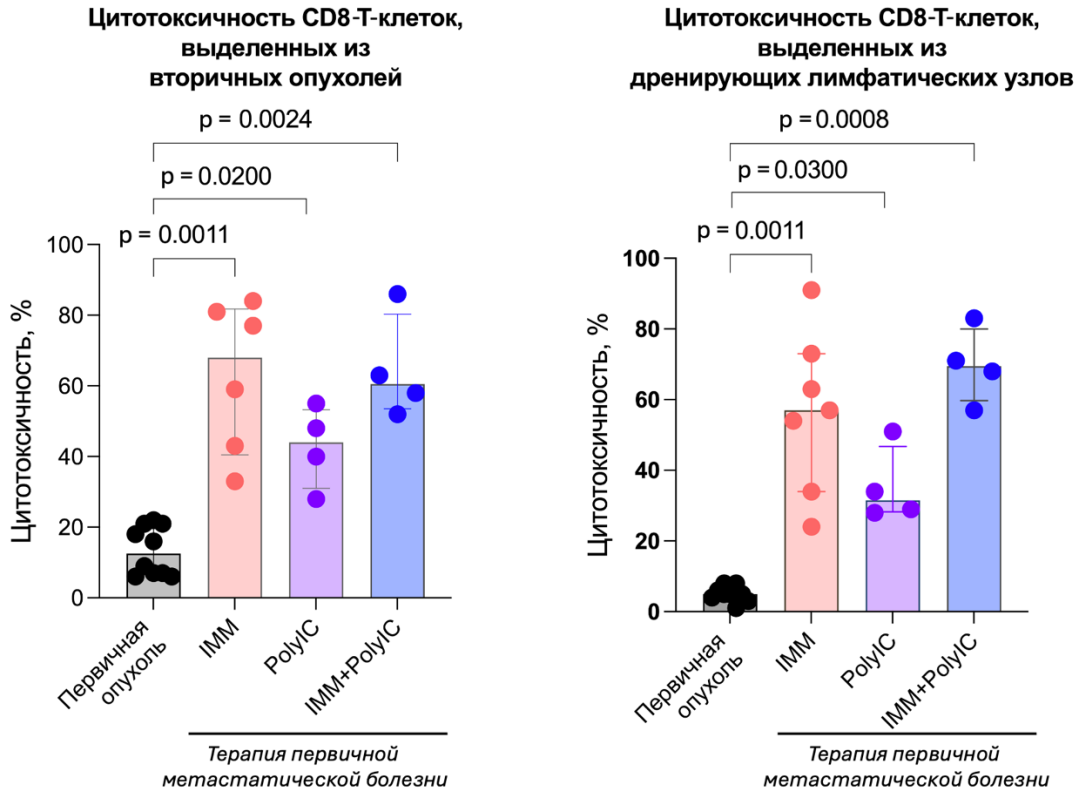 Цитотоксичность CD8-Т-клеток,
выделенных из
вторичных опухолей
p = 0.0024
p = 0.0200
p = 0.0011
Цитотоксичность, %
100
80
60
40
20
0
Первичная
опухоль
IMM
PolyIC
IMM+PolyIC
Терапия первичной
метастатической болезни
Цитотоксичность CD8-Т-клеток,
выделенных из
дренирующих лимфатических узлов
p = 0.0008
p = 0.0300
p = 0.0011
Цитотоксичность, %
100
80
60
40
20
0
Первичная
опухоль
IMM
PolyIC
IMM+PolyIC
Терапия первичной
метастатической болезни